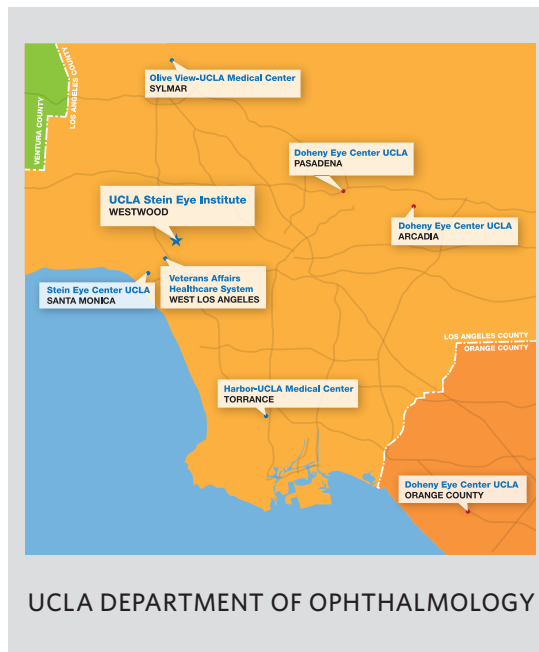 VENTURA COUNTY
LOS ANGELES COUNTY
Olive View-UCLA Medical Center
SYLMAR
Doheny Eye Center UCLA
PASADENA
UCLA Stein Eye Institute
WESTWOOD
Doheny Eye Center UCLA
ARCADIA
Stein Eye Center UCLA
SANTA MONICA
Veterans Affairs
Healthcare System
WEST LOS ANGELES
LOS ANGELES COUNTY
ORANGE COUNTY
Harbor-UCLA Medical Center
TORRANCE
Doheny Eye Center UCLA
ORANGE COUNTY
UCLA DEPARTMENT OF OPHTHALMOLOGY